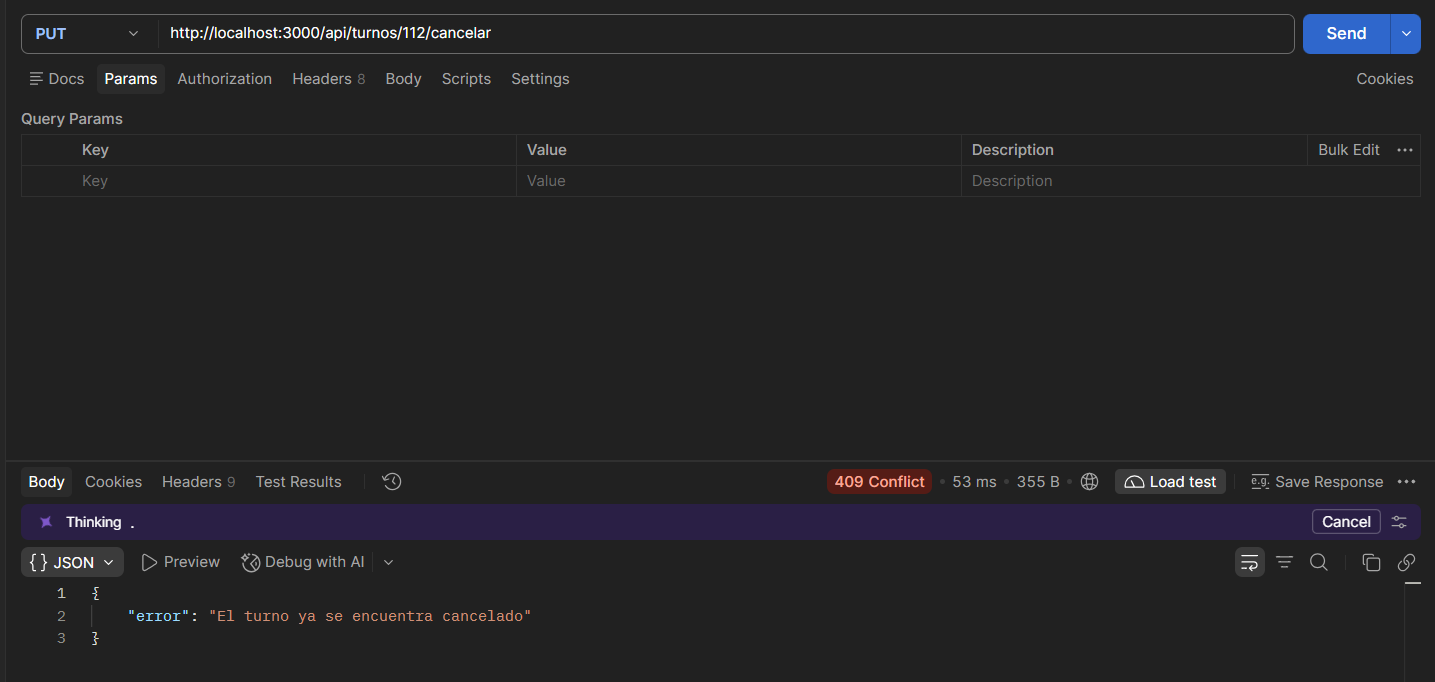 PUT http://localhost:3000/api/turnos/112/cancelar Send
Docs Params Authorization Headers 8 Body Scripts Settings Cookies
Query Params
Key Value Description Bulk Edit ...
Key Value Description
Body Cookies Headers 9 Test Results 409 Conflict • 53 ms • 355 B • Load test e.g. Save Response ...
Thinking . Cancel
{} JSON Preview Debug with AI
1 {
2 "error": "El turno ya se encuentra cancelado"
3 }